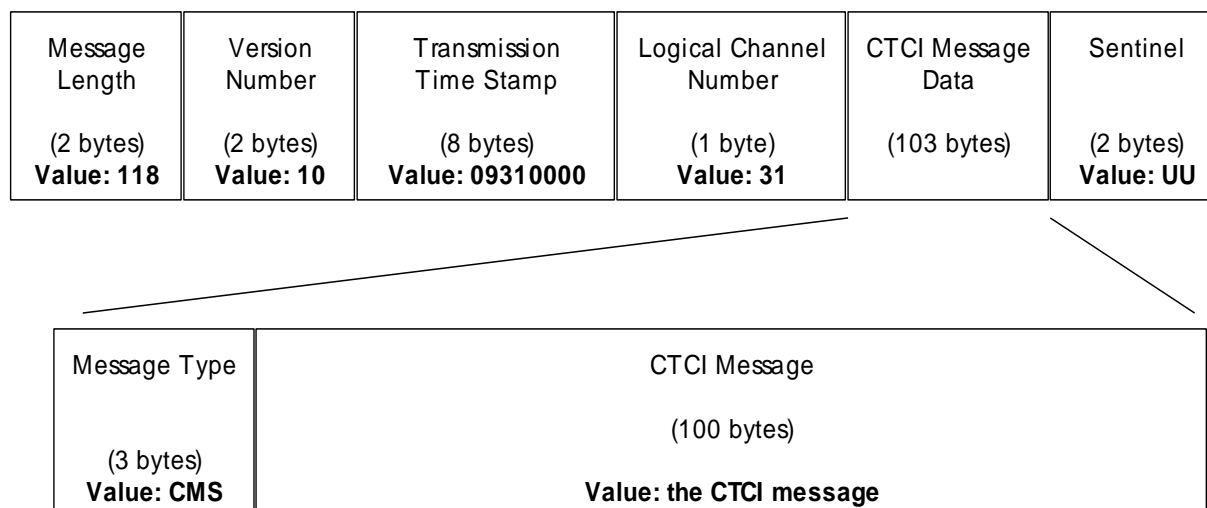 Message Length
(2 bytes)
Value: 118
Version Number
(2 bytes)
Value: 10
Transmission Time Stamp
(8 bytes)
Value: 09310000
Logical Channel Number
(1 byte)
Value: 31
CTCI Message Data
(103 bytes)
Sentinel
(2 bytes)
Value: UU
Message Type
(3 bytes)
Value: CMS
CTCI Message
(100 bytes)
Value: the CTCI message